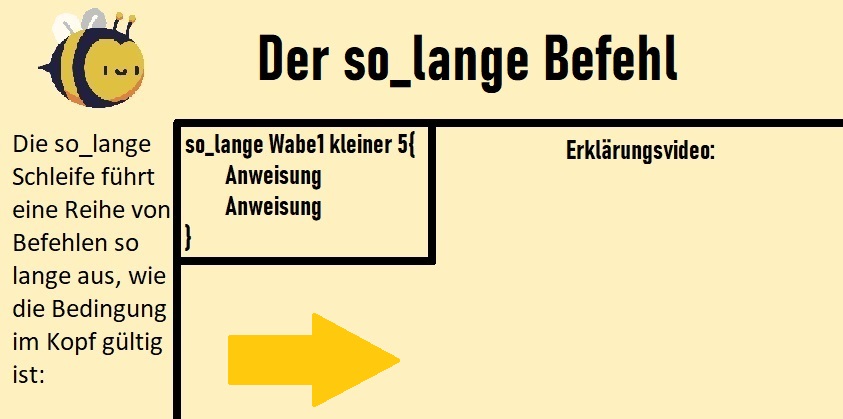 Der so_lange Befehl
Die so_lange
Schleife führt
eine Reihe von
Befehlen so
lange aus, wie
die Bedingung
im Kopf gültig
ist:
so_lange Wabe1 kleiner 5{
Anweisung
Anweisung
}
Erklärungsvideo: